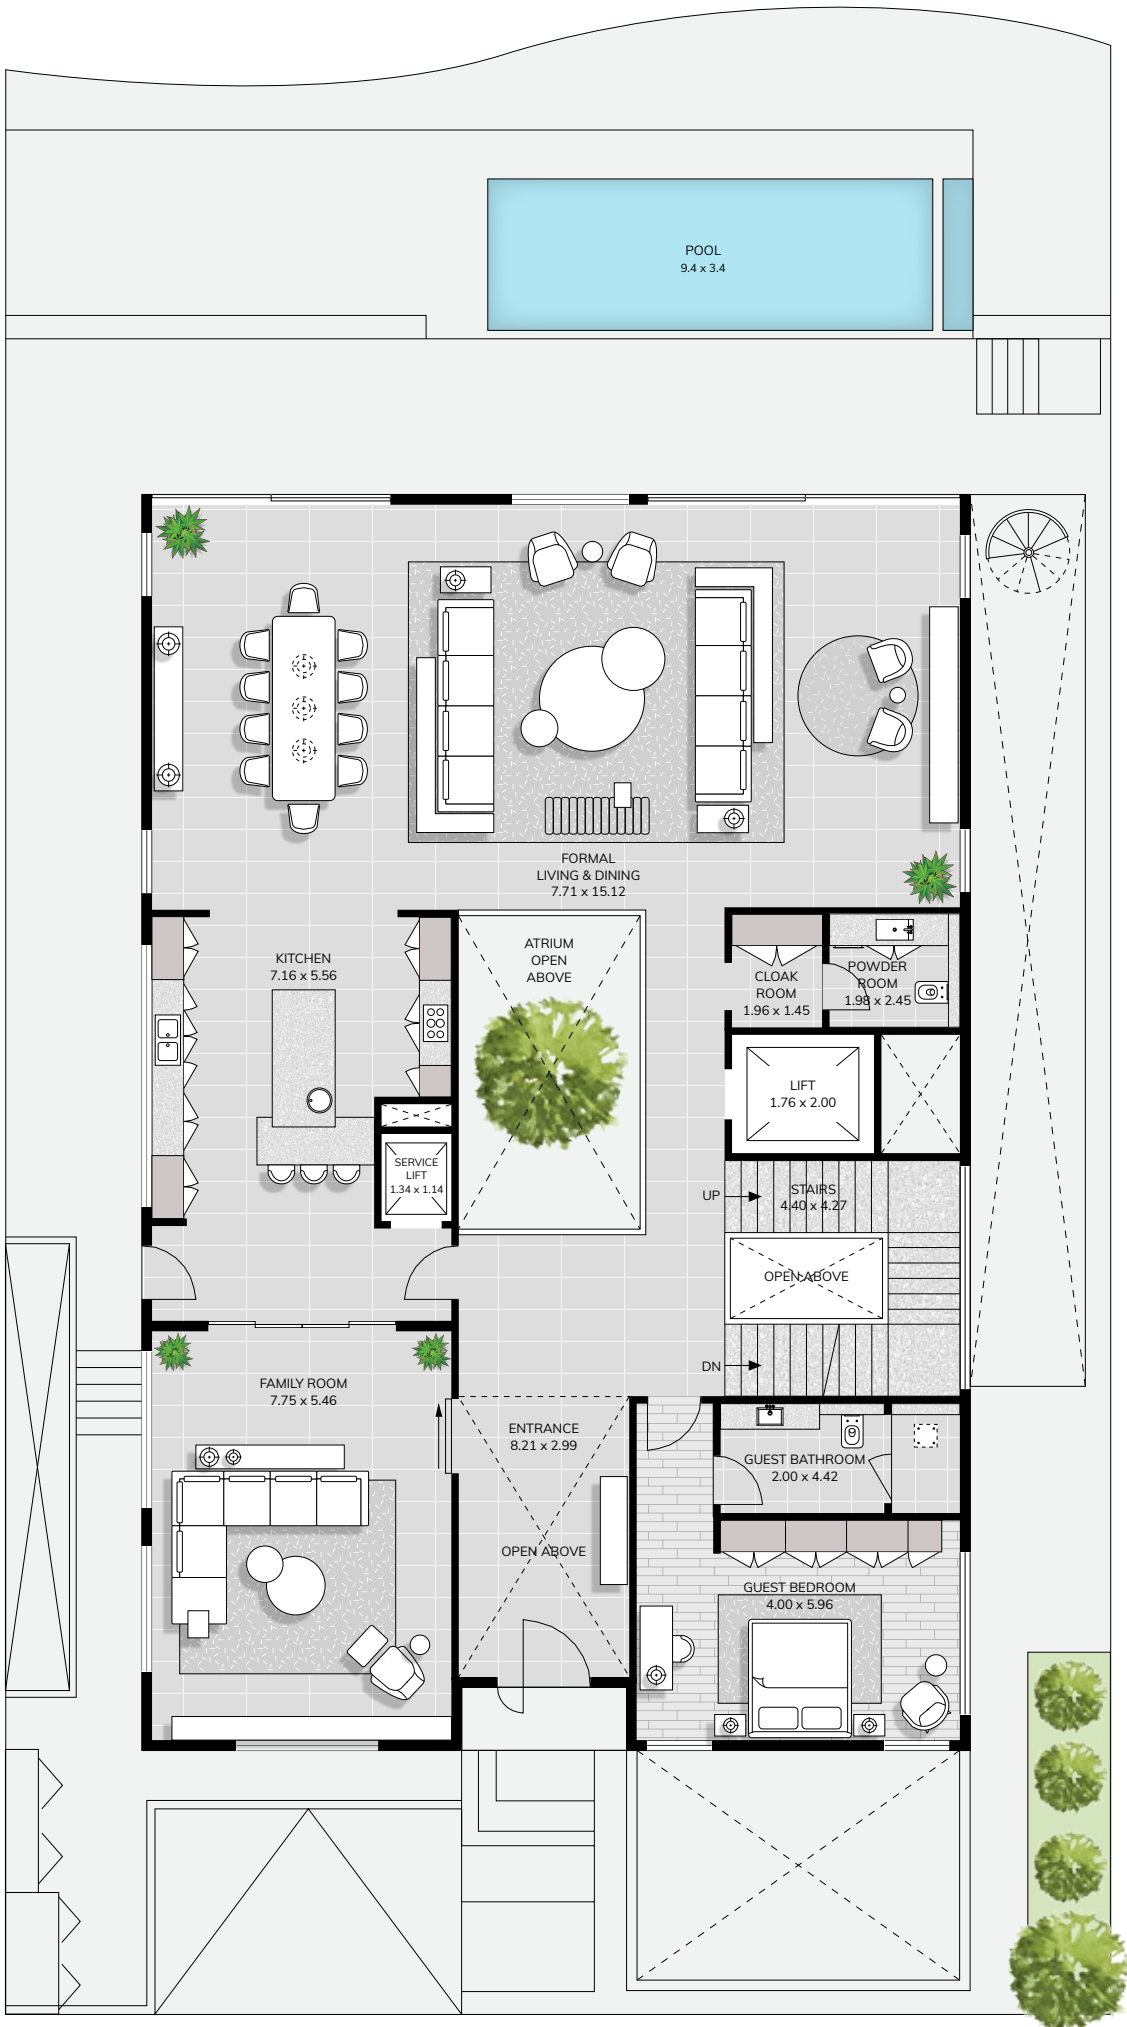 POOL
9.4 x 3.4
FORMAL
LIVING & DINING
7.71 x 15.12
KITCHEN
7.16 x 5.56
ATRIUM
OPEN
ABOVE
CLOAK
ROOM
1.96 x 1.45
POWDER
ROOM
1.98 x 2.45
LIFT
1.76 x 2.00
SERVICE
LIFT
1.34 x 1.14
UP
STAIRS
4.40 x 4.27
OPEN ABOVE
DN
FAMILY ROOM
7.75 x 5.46
ENTRANCE
8.21 x 2.99
OPEN ABOVE
GUEST BATHROOM
2.00 x 4.42
GUEST BEDROOM
4.00 x 5.96